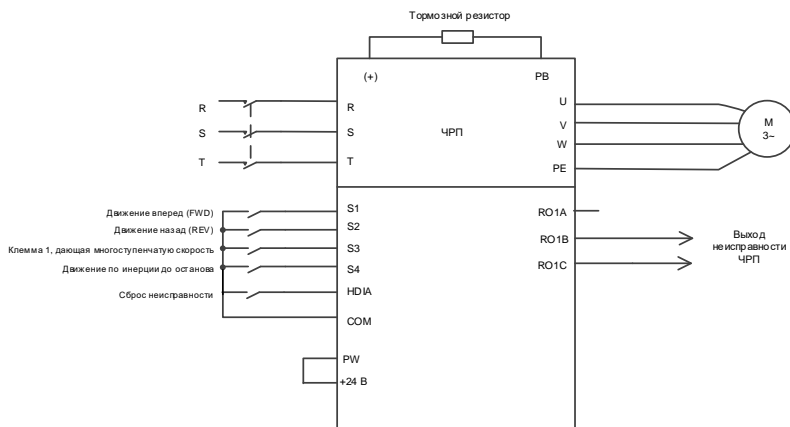 Тормозной резистор
(+)
PB
R
R
S
S
T
T
ЧРП
U
V
W
PE
M
3~
Движение вперед (FWD)
S1
Движение назад (REV)
S2
Клемма 1, дающая многоступенчатую скорость
S3
Движение по инерции до останова
S4
Сброс неисправности
HDIA
COM
PW
+24 В
RO1A
RO1B
RO1C
Выход
неисправности
ЧРП